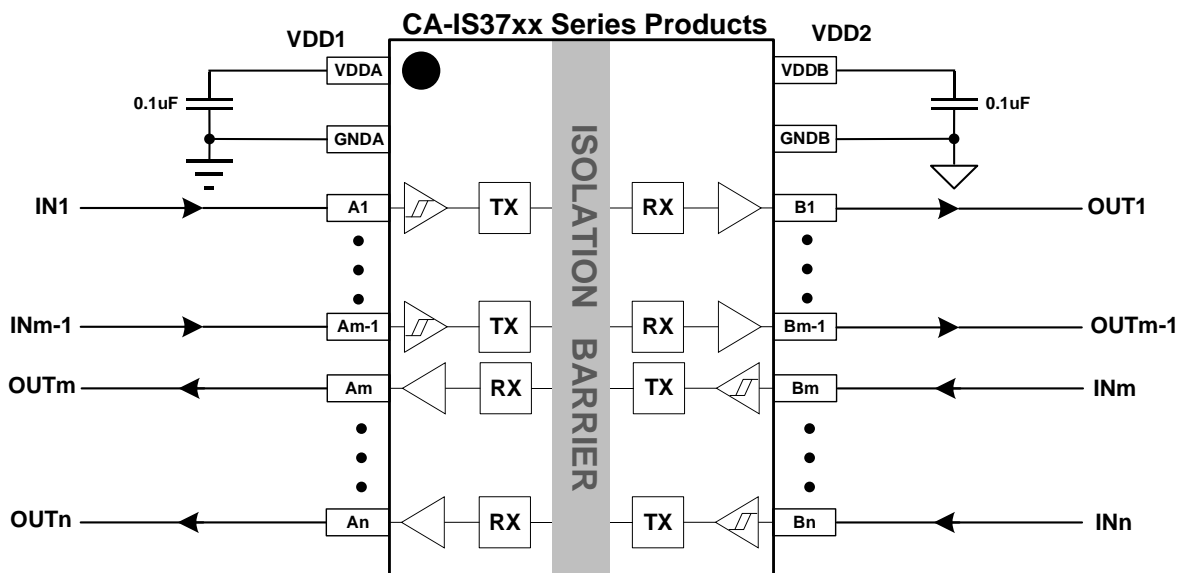 CA-IS37xx Series Products
VDD1
VDD2
VDDA
VDDB
0.1uF
0.1uF
GNDA
GNDB
ISOLATION BARRIER
IN1
A1
TX
RX
B1
OUT1
INm-1
Am-1
TX
RX
Bm-1
OUTm-1
OUTm
Am
RX
TX
Bm
INm
OUTn
An
RX
TX
Bn
INn